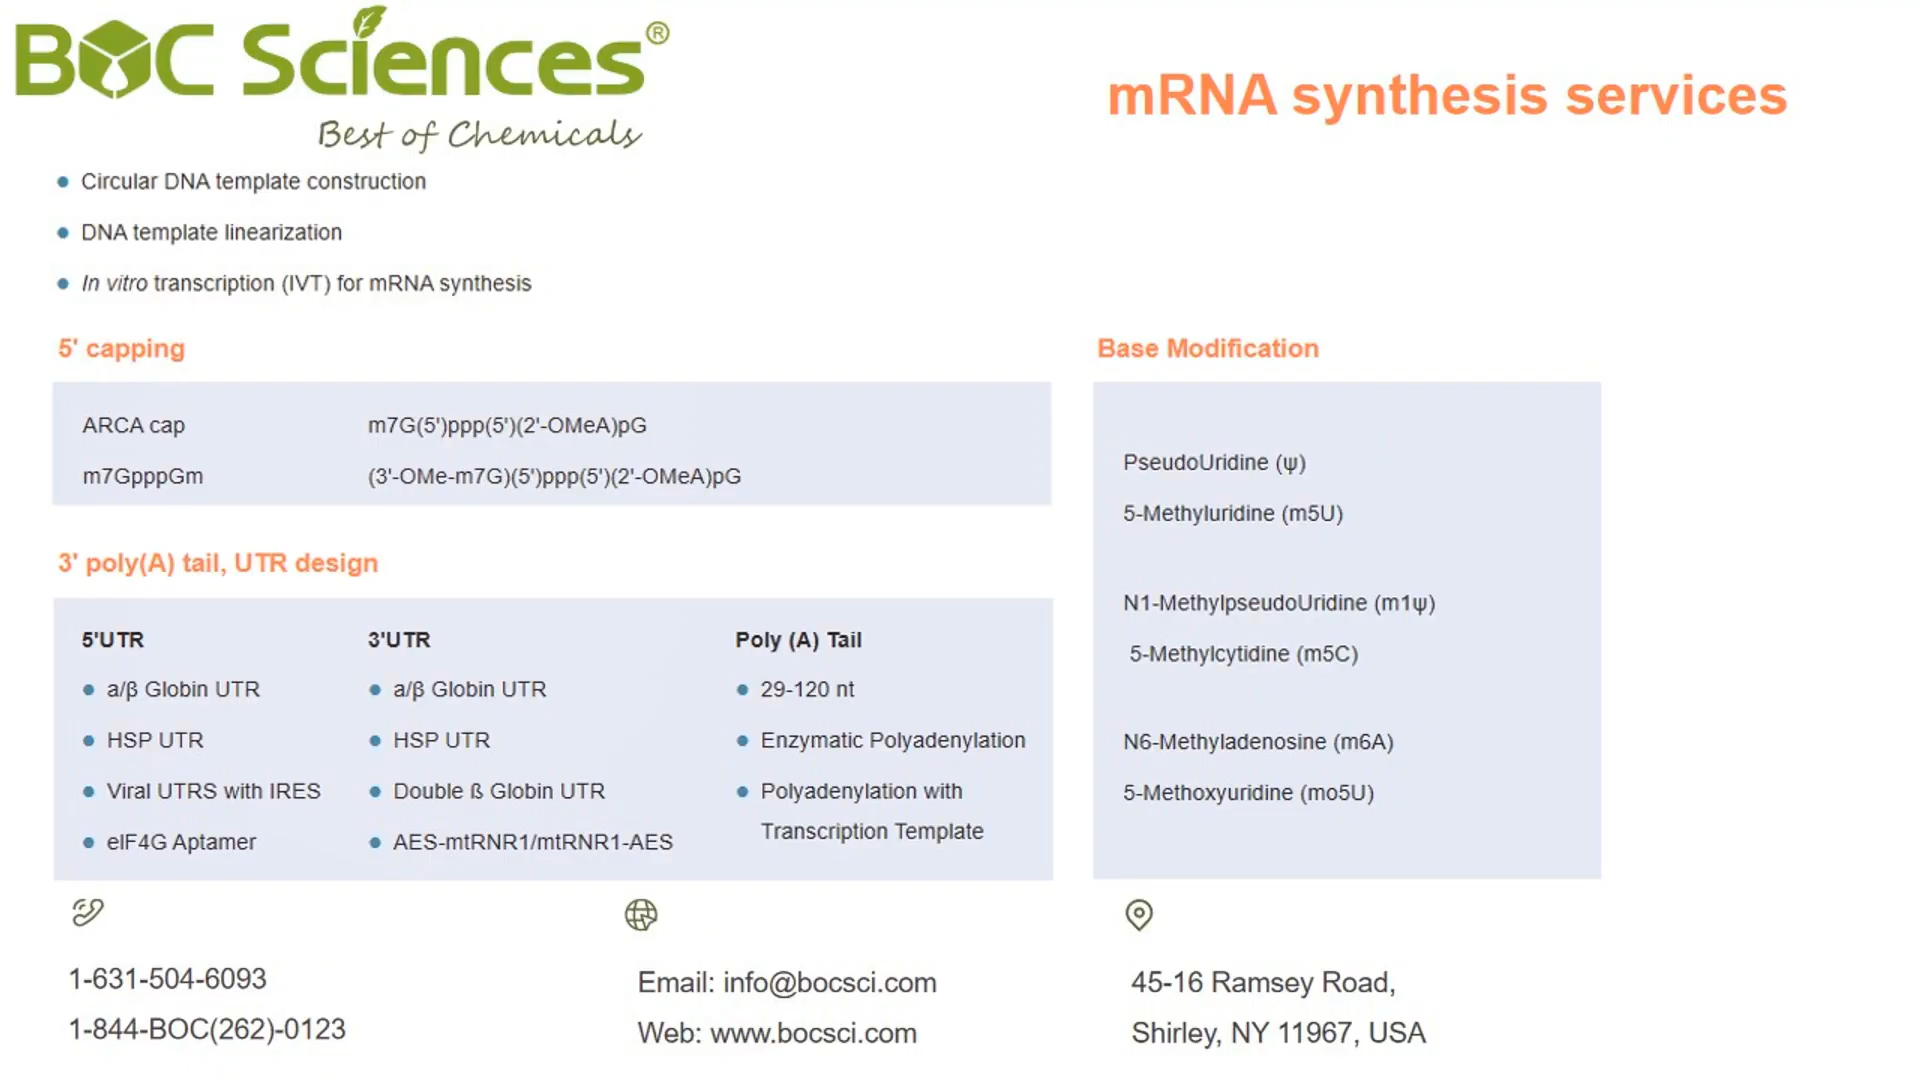 BOC Sciences®
Best of Chemicals
mRNA synthesis services
● Circular DNA template construction
● DNA template linearization
● In vitro transcription (IVT) for mRNA synthesis
5' capping
ARCA cap m7G(5')ppp(5')(2'-OMeA)pG
m7GpppGm (3'-OMe-m7G)(5')ppp(5')(2'-OMeA)pG
3' poly(A) tail, UTR design
5'UTR
● a/β Globin UTR
● HSP UTR
● Viral UTRS with IRES
● elF4G Aptamer
3'UTR
● a/β Globin UTR
● HSP UTR
● Double ß Globin UTR
● AES-mtRNR1/mtRNR1-AES
Poly (A) Tail
● 29-120 nt
● Enzymatic Polyadenylation
● Polyadenylation with
Transcription Template
Base Modification
PseudoUridine (ψ)
5-Methyluridine (m5U)
N1-MethylpseudoUridine (m1ψ)
5-Methylcytidine (m5C)
N6-Methyladenosine (m6A)
5-Methoxyuridine (mo5U)
1-631-504-6093
1-844-BOC(262)-0123
Email: info@bocsci.com
Web: www.bocsci.com
45-16 Ramsey Road,
Shirley, NY 11967, USA